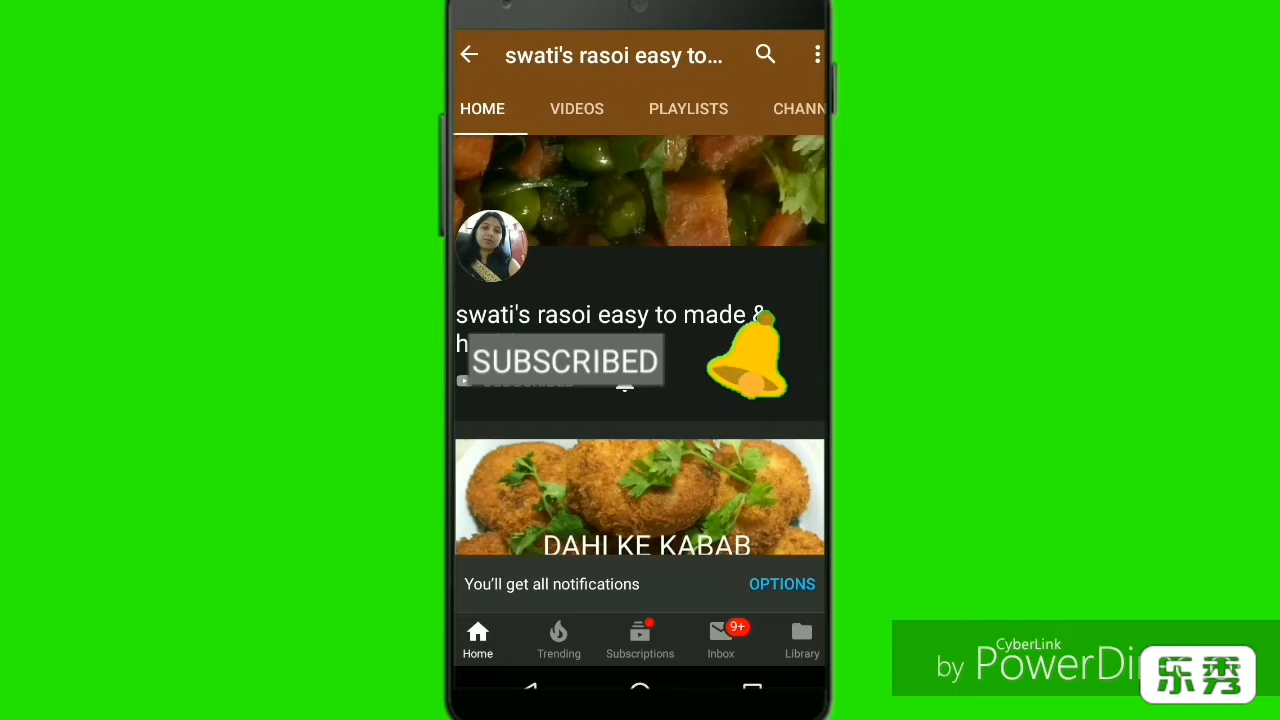 swati's rasoi easy to…
HOME VIDEOS PLAYLISTS CHANN
swati's rasoi easy to made &
SUBSCRIBED
DAHI KE KABAB
You'll get all notifications OPTIONS
9+
Home Trending Subscriptions Inbox Library
CyberLink
by PowerDi
乐秀